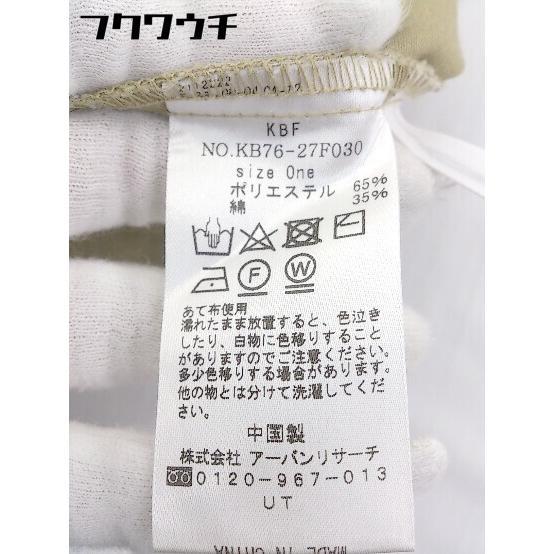 フクワウチ
KBF
NO.KB76-27F030
size One
ポリエステル 65%
綿 35%
F W
あて布使用
濡れたまま放置すると、色泣き
したり、白物に色移りすること
がありますのでご注意ください。
多少色移りする場合があります。
他の物とは分けて洗濯してくだ
さい。
中国製
株式会社 アーバンリサーチ
0120-967-013
UT
MADE IN CHINA